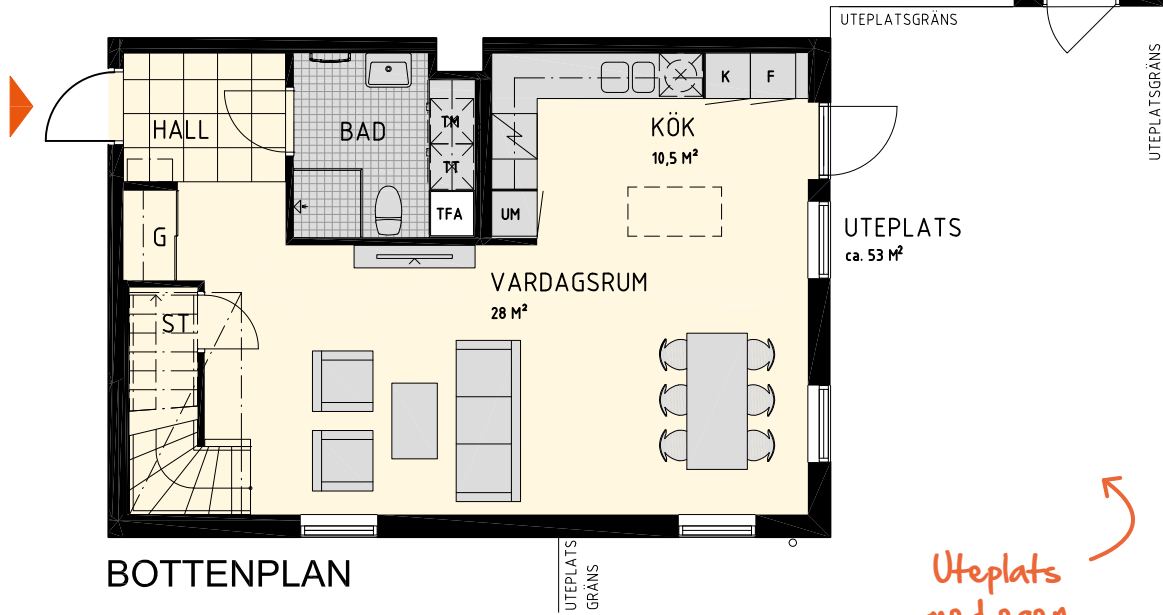 UTEPLATSGRÄNS
UTEPLATSGRÄNS
HALL
BAD
TM
TT
TFA
K
F
KÖK
10,5 M²
UM
G
UTEPLATS
ca. 53 M²
VARDAGSRUM
28 M²
ST
BOTTENPLAN
UTEPLATS
GRÄNS
Uteplats